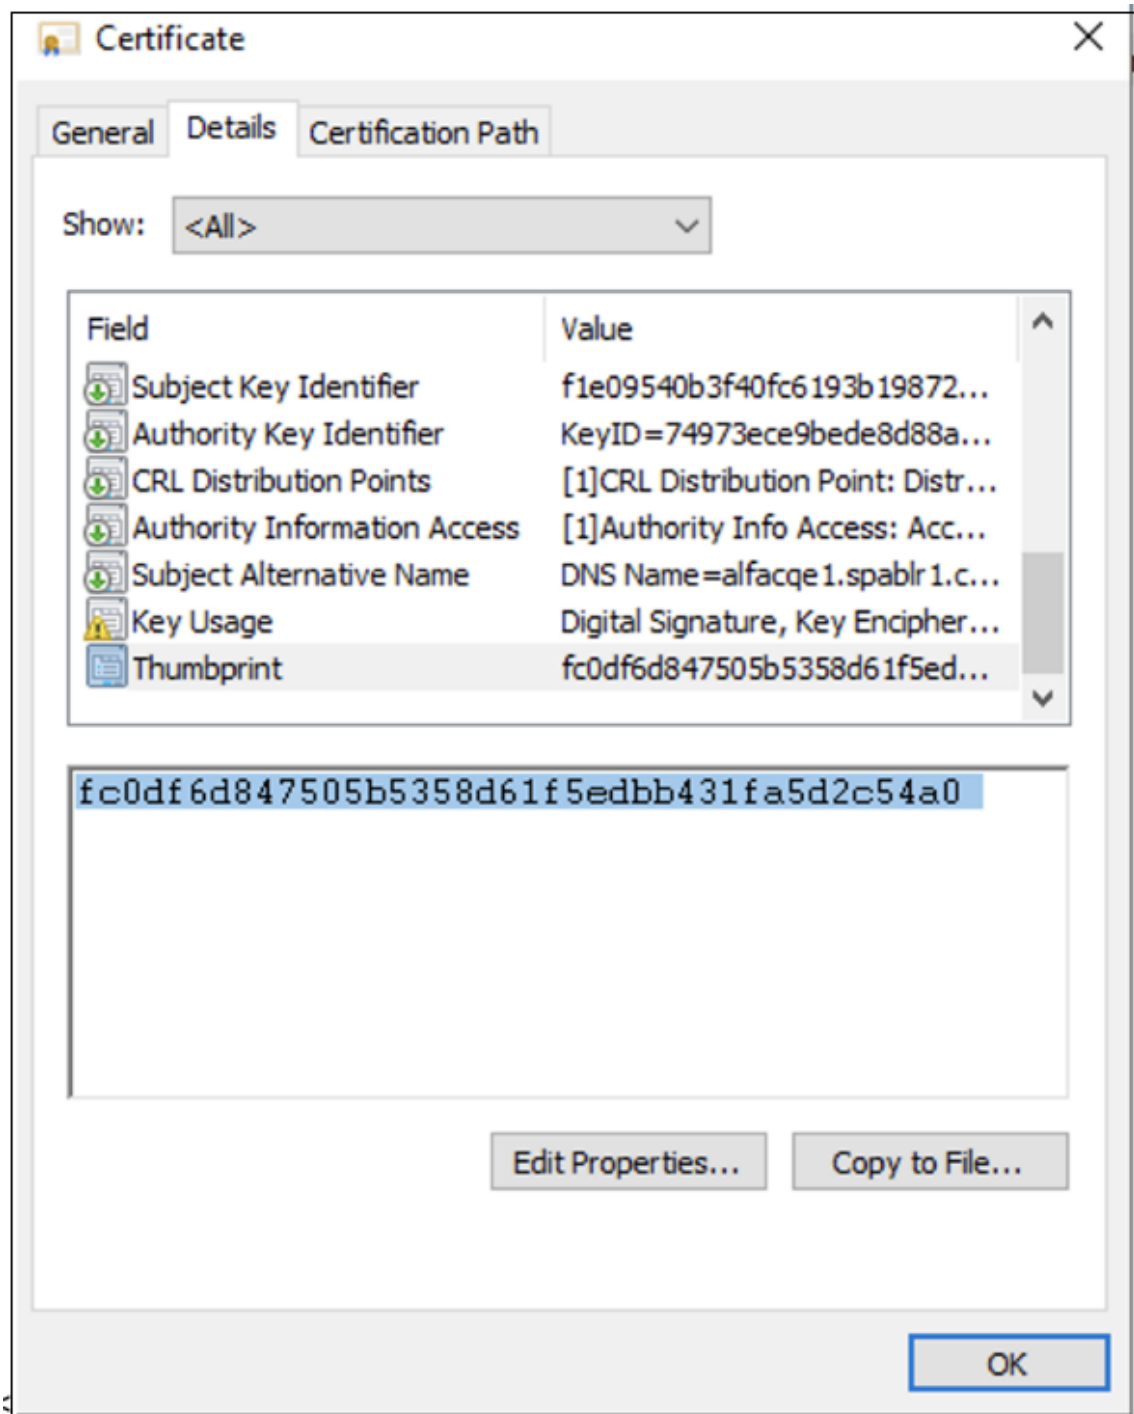 Certificate
General Details Certification Path
Show: <All>
Field Value
Subject Key Identifier f1e09540b3f40fc6193b19872...
Authority Key Identifier KeyID=74973ece9bede8d88a...
CRL Distribution Points [1]CRL Distribution Point: Distr...
Authority Information Access [1]Authority Info Access: Acc...
Subject Alternative Name DNS Name=alfacqe1.spablr1.c...
Key Usage Digital Signature, Key Encipher...
Thumbprint fc0df6d847505b5358d61f5ed...
fc0df6d847505b5358d61f5edbb431fa5d2c54a0
Edit Properties... Copy to File...
OK